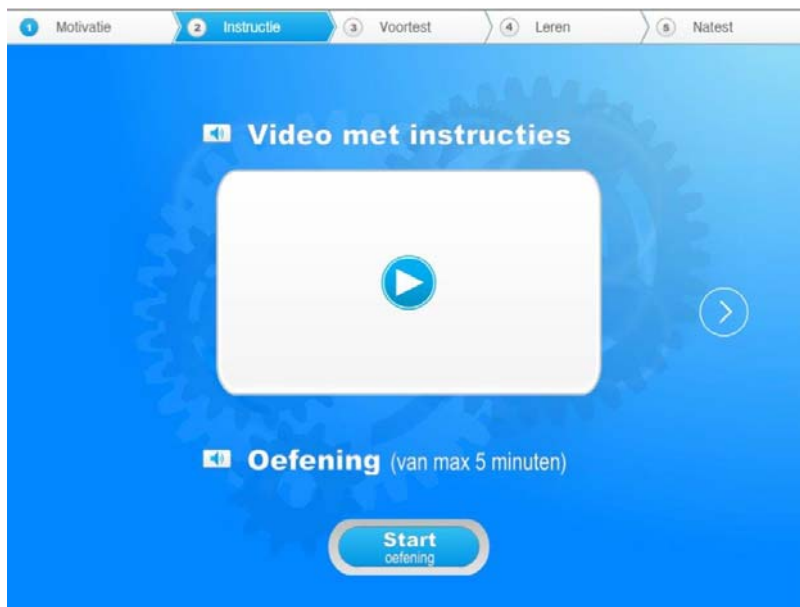 1 Motivatie 2 Instructie 3 Voortest 4 Leren 5 Natest
Video met instructies
Oefening (van max 5 minuten)
Start
oefening